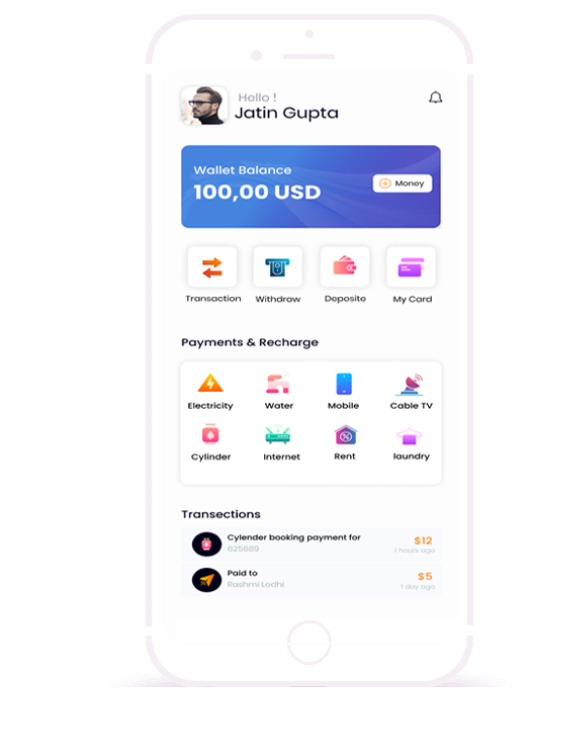 Hello !
Jatin Gupta
Wallet Balance
100,00 USD
Money
Transaction
Withdraw
Deposite
My Card
Payments & Recharge
Electricity
Water
Mobile
Cable TV
Cylinder
Internet
Rent
laundry
Transections
Cylender booking payment for
$12
625689
1 hours ago
Paid to
$5
Rashmi Lodhi
1 day ago